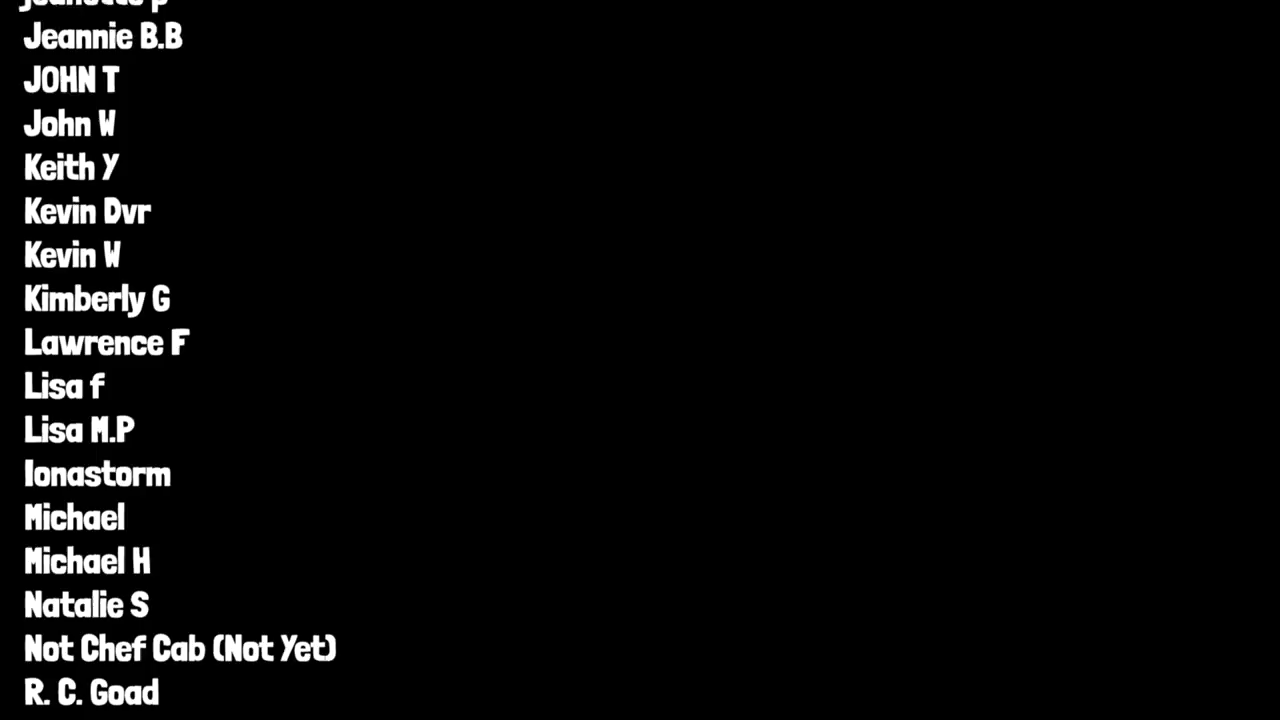 Jeanette p
Jeannie B.B
JOHN T
John W
Keith Y
Kevin Dvr
Kevin W
Kimberly G
Lawrence F
Lisa f
Lisa M.P
lonastorm
Michael
Michael H
Natalie S
Not Chef Cab (Not Yet)
R. C. Goad